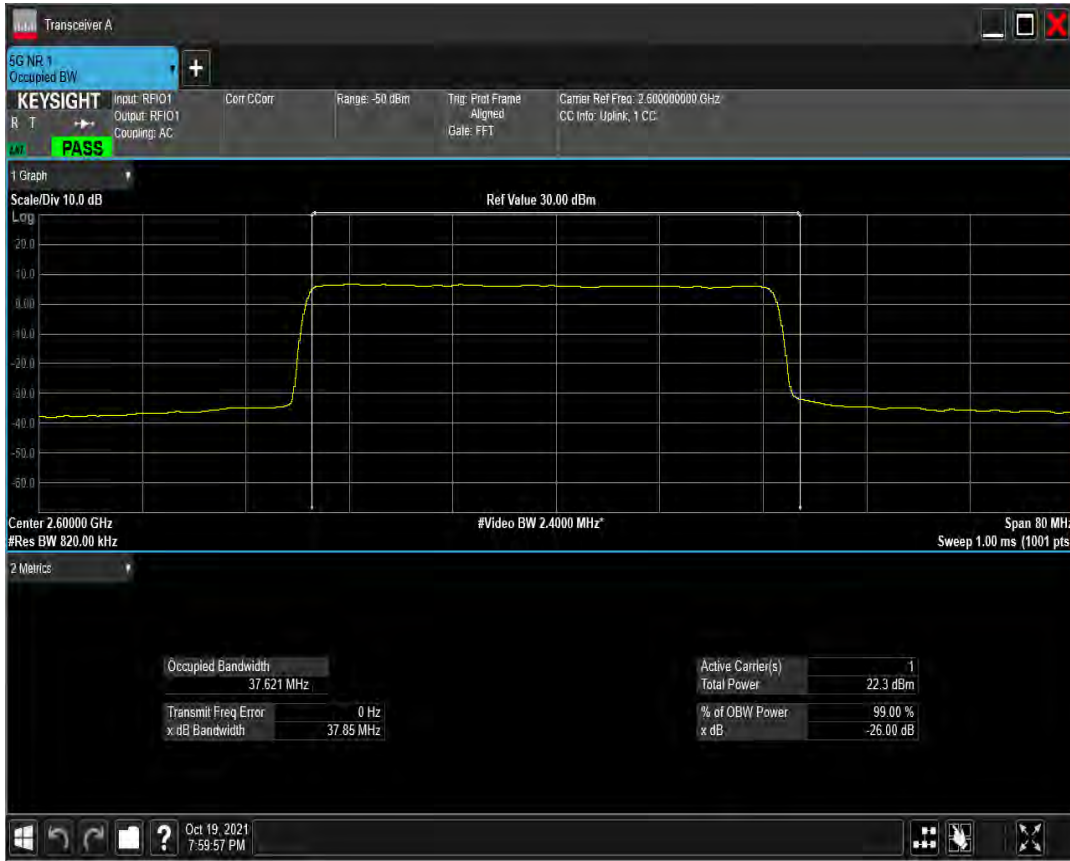 Transceiver A
5G NR 1
Occupied BW
+
KEYSIGHT
R T
PASS
Input: RFIO1
Output: RFIO1
Coupling: AC
Corr CCorr
Range: -50 dBm
Trig: Prot Frame
Aligned
Gate: FFT
Carrier Ref Freq: 2.600000000 GHz
CC Info: Uplink, 1 CC
1 Graph
Scale/Div 10.0 dB
Ref Value 30.00 dBm
Log
20.0
10.0
0.00
-10.0
-20.0
-30.0
-40.0
-50.0
-60.0
Center 2.60000 GHz
#Video BW 2.4000 MHz*
Span 80 MHz
#Res BW 820.00 kHz
Sweep 1.00 ms (1001 pts
2 Metrics
Occupied Bandwidth
37.621 MHz
Transmit Freq Error 0 Hz
x dB Bandwidth 37.85 MHz
Active Carrier(s) 1
Total Power 22.3 dBm
% of OBW Power 99.00 %
x dB -26.00 dB
?
Oct 19, 2021
7:59:57 PM